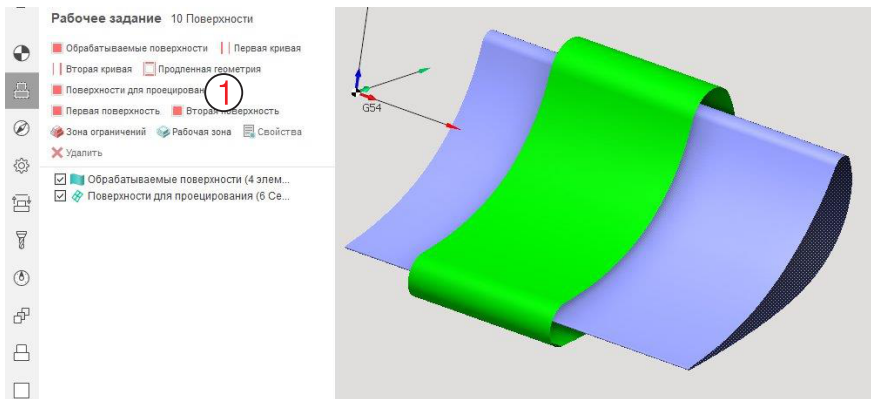 Рабочее задание 10 Поверхности
Обрабатываемые поверхности Первая кривая
Вторая кривая Продленная геометрия
Поверхности для 1
Первая поверхность Вторая поверхность
Зона ограничений Рабочая зона Свойства
Удалить
Обрабатываемые поверхности (4 элем...
Поверхности для проецирования (6 Се...
G54